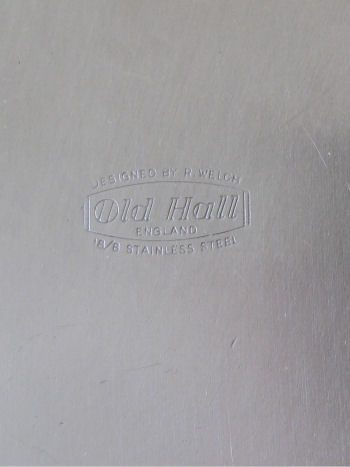 DESIGNED BY R. WELCH
Old Hall
ENGLAND
18/8 STAINLESS STEEL